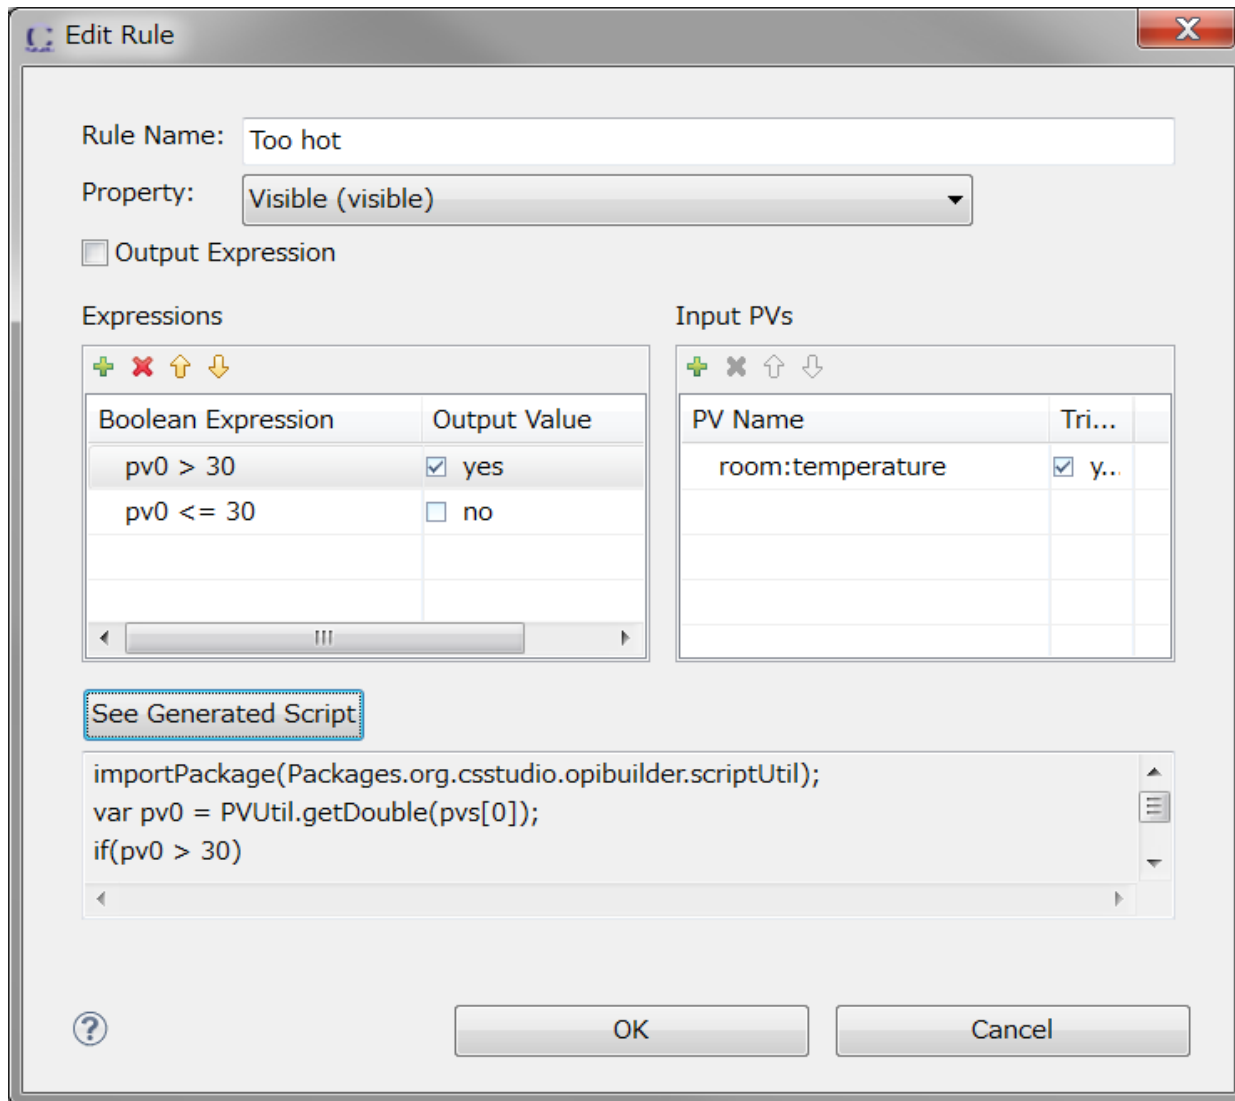 Edit Rule
Rule Name: Too hot
Property: Visible (visible)
Output Expression
Expressions
Boolean Expression Output Value
pv0 > 30 yes
pv0 <= 30 no
Input PVs
PV Name Tri...
room:temperature y...
See Generated Script
importPackage(Packages.org.csstudio.opibuilder.scriptUtil);
var pv0 = PVUtil.getDouble(pvs[0]);
if(pv0 > 30)
OK Cancel